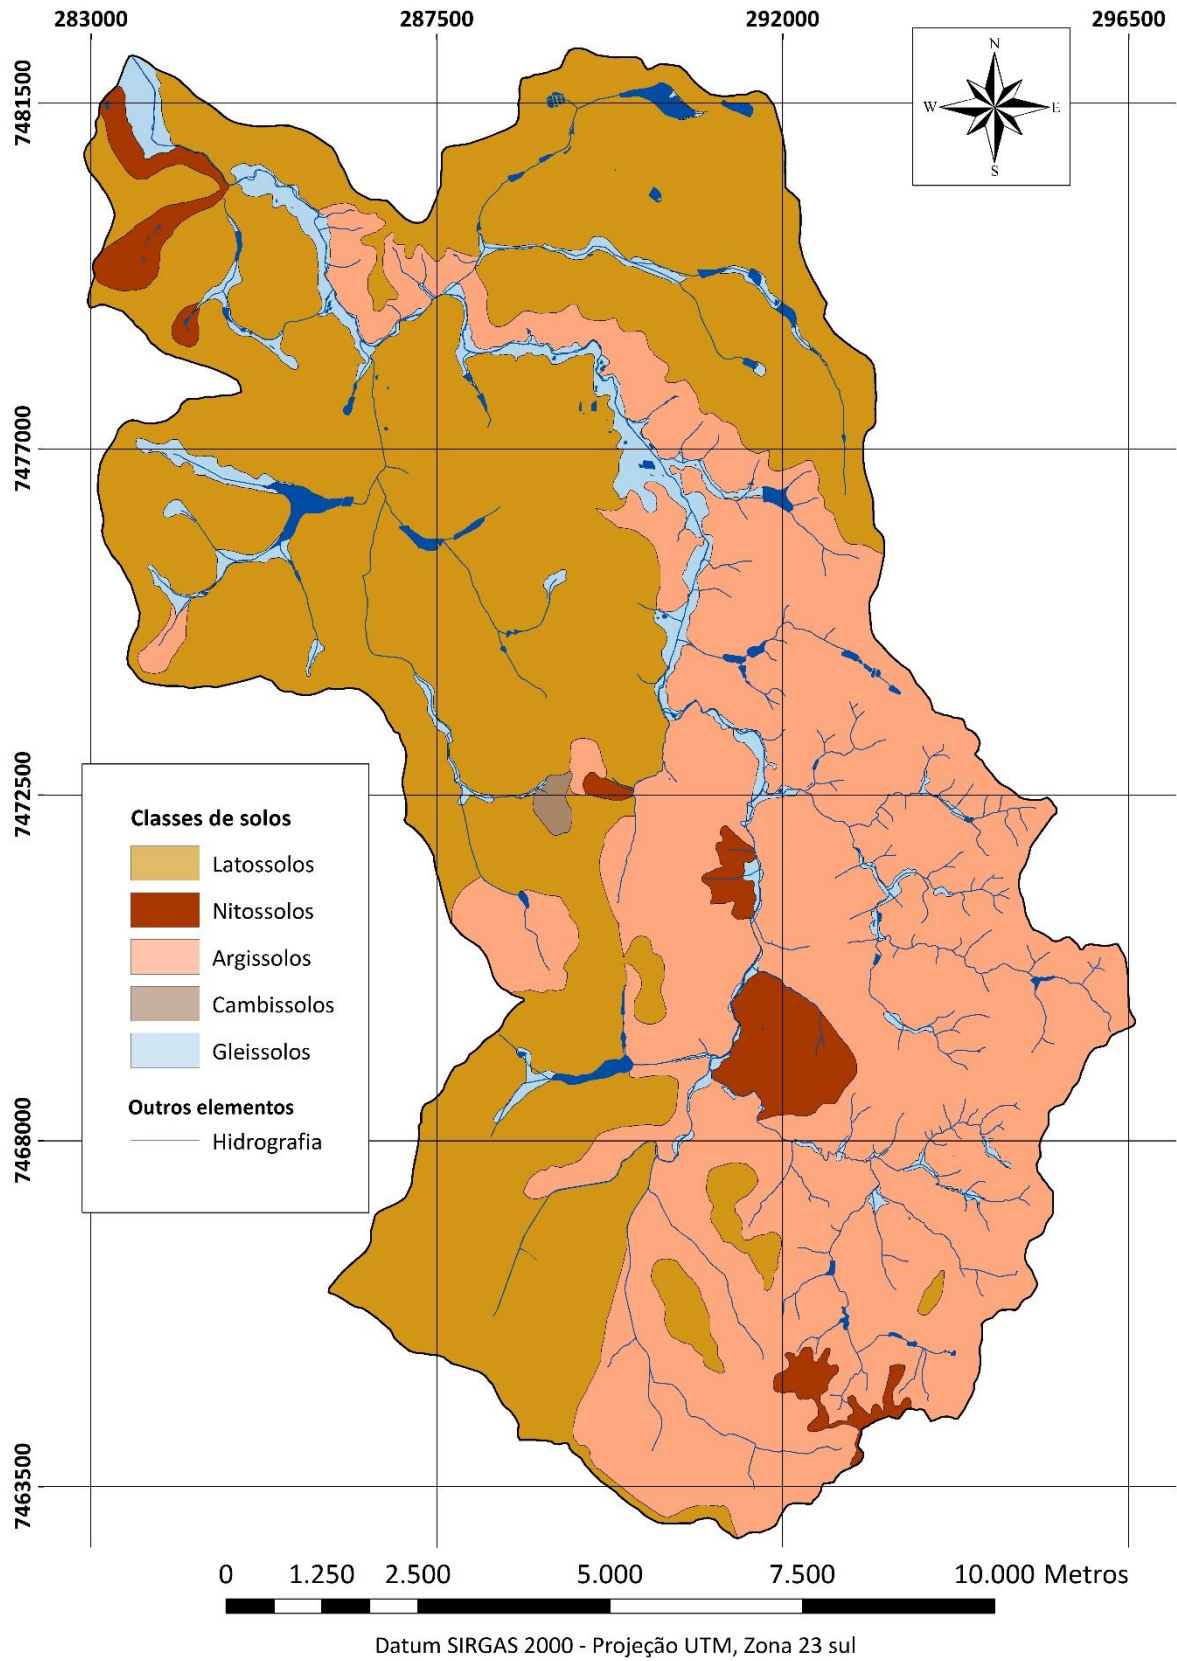 283000 287500 292000 296500
N
W E
S
7481500
7477000
7472500
7468000
7463500
Classes de solos
Latossolos
Nitossolos
Argissolos
Cambissolos
Gleissolos
Outros elementos
Hidrografia
0 1.250 2.500 5.000 7.500 10.000 Metros
Datum SIRGAS 2000 - Projeção UTM, Zona 23 sul